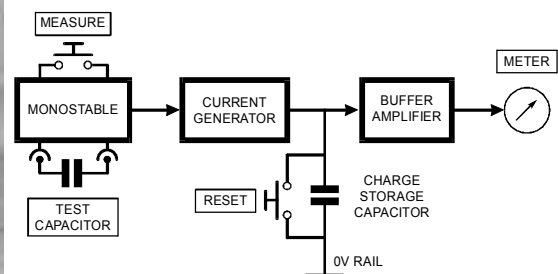 MEASURE
METER
MONOSTABLE
CURRENT
GENERATOR
BUFFER
AMPLIFIER
TEST
CAPACITOR
RESET
CHARGE
STORAGE
CAPACITOR
0V RAIL